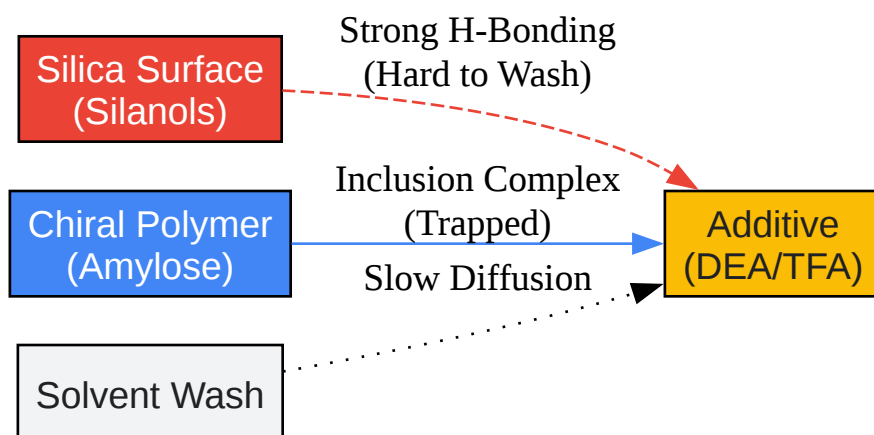 Strong H-Bonding
(Hard to Wash)
Silica Surface
(Silanols)
Inclusion Complex
(Trapped)
Chiral Polymer
(Amylose)
Additive
(DEA/TFA)
Slow Diffusion
Solvent Wash